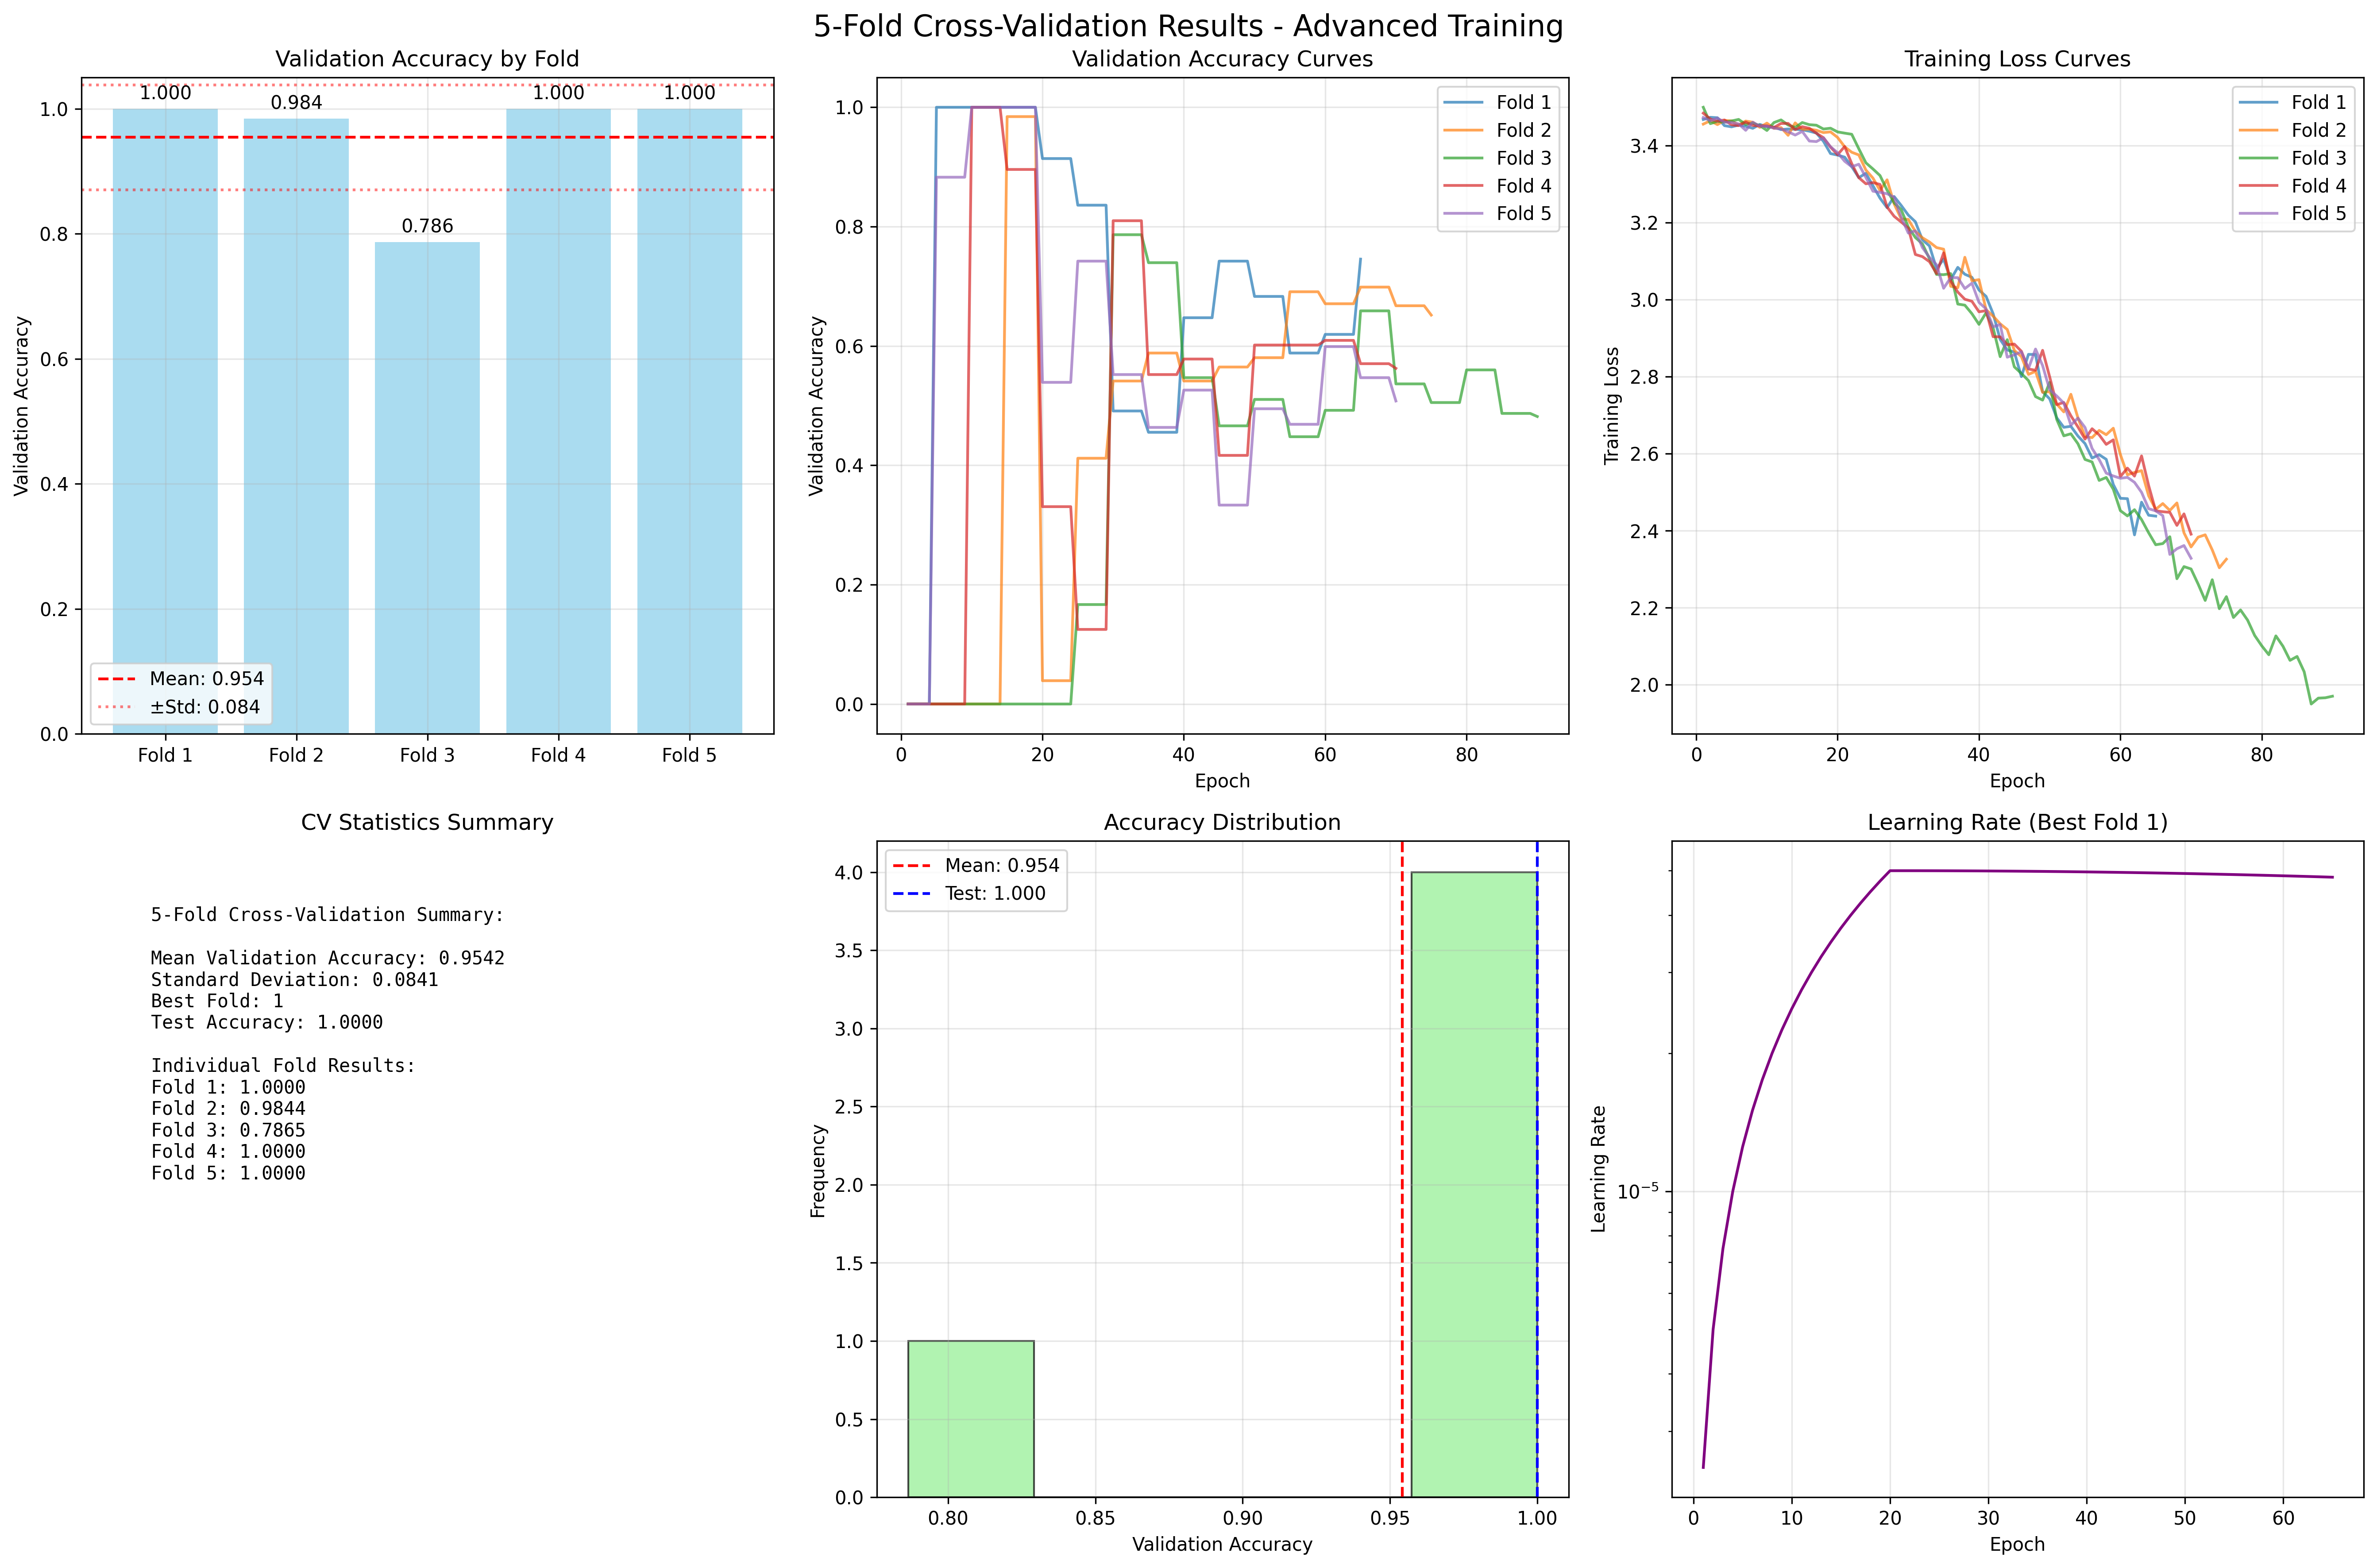 5-Fold Cross-Validation Results - Advanced Training
Validation Accuracy by Fold
Validation Accuracy
1.0
0.8
0.6
0.4
0.2
0.0
1.000
0.984
0.786
1.000
1.000
Mean: 0.954
±Std: 0.084
Fold 1
Fold 2
Fold 3
Fold 4
Fold 5
Validation Accuracy Curves
Validation Accuracy
1.0
0.8
0.6
0.4
0.2
0.0
Fold 1
Fold 2
Fold 3
Fold 4
Fold 5
0
20
40
60
80
Epoch
Training Loss Curves
Training Loss
3.4
3.2
3.0
2.8
2.6
2.4
2.2
2.0
Fold 1
Fold 2
Fold 3
Fold 4
Fold 5
0
20
40
60
80
Epoch
CV Statistics Summary
5-Fold Cross-Validation Summary:
Mean Validation Accuracy: 0.9542
Standard Deviation: 0.0841
Best Fold: 1
Test Accuracy: 1.0000
Individual Fold Results:
Fold 1: 1.0000
Fold 2: 0.9844
Fold 3: 0.7865
Fold 4: 1.0000
Fold 5: 1.0000
Accuracy Distribution
Frequency
4.0
3.5
3.0
2.5
2.0
1.5
1.0
0.5
0.0
Mean: 0.954
Test: 1.000
0.80
0.85
0.90
0.95
1.00
Validation Accuracy
Learning Rate (Best Fold 1)
Learning Rate
10⁻⁵
0
10
20
30
40
50
60
Epoch